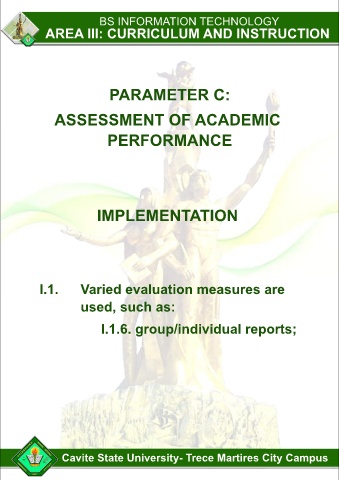 BS INFORMATION TECHNOLOGY
AREA III: CURRICULUM AND INSTRUCTION
PARAMETER C:
ASSESSMENT OF ACADEMIC
PERFORMANCE
IMPLEMENTATION
I.1. Varied evaluation measures are
used, such as:
I.1.6. group/individual reports;
Cavite State University- Trece Martires City Campus